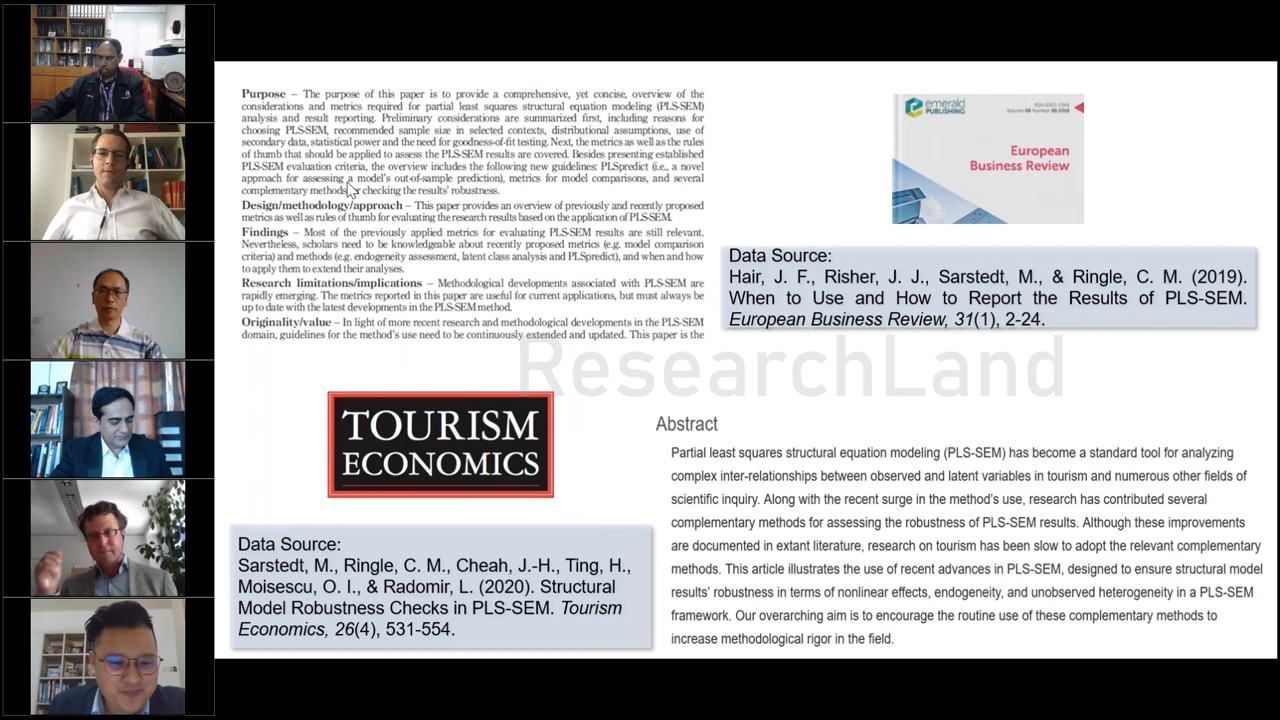 Purpose – The purpose of this paper is to provide a comprehensive, yet concise, overview of the
considerations and metrics required for partial least squares structural equation modeling (PLS-SEM)
analysis and result reporting. Preliminary considerations are summarized first, including reasons for
choosing PLS-SEM, recommended sample size in selected contexts, distributional assumptions, use of
secondary data, statistical power and the need for goodness-of-fit testing. Next, the metrics as well as the rules
of thumb that should be applied to assess the PLS-SEM results are covered. Besides presenting established
PLS-SEM evaluation criteria, the overview includes the following new guidelines: PLSpredict (i.e., a novel
approach for assessing a model's out-of-sample prediction), metrics for model comparisons, and several
complementary methods for checking the results' robustness.
Design/methodology/approach – This paper provides an overview of previously and recently proposed
metrics as well as rules of thumb for evaluating the research results based on the application of PLS-SEM.
Findings – Most of the previously applied metrics for evaluating PLS-SEM results are still relevant.
Nevertheless, scholars need to be knowledgeable about recently proposed metrics (e.g. model comparison
criteria) and methods (e.g. endogeneity assessment, latent class analysis and PLSpredict), and when and how
to apply them to extend their analyses.
Research limitations/implications – Methodological developments associated with PLS-SEM are
rapidly emerging. The metrics reported in this paper are useful for current applications, but must always be
up to date with the latest developments in the PLS-SEM method.
Originality/value – In light of more recent research and methodological developments in the PLS-SEM
domain, guidelines for the method's use need to be continuously extended and updated. This paper is the
emerald
PUBLISHING
European
Business Review
Data Source:
Hair, J. F., Risher, J. J., Sarstedt, M., & Ringle, C. M. (2019).
When to Use and How to Report the Results of PLS-SEM.
European Business Review, 31(1), 2-24.
ResearchLand
TOURISM
ECONOMICS
Data Source:
Sarstedt, M., Ringle, C. M., Cheah, J.-H., Ting, H.,
Moisescu, O. I., & Radomir, L. (2020). Structural
Model Robustness Checks in PLS-SEM. Tourism
Economics, 26(4), 531-554.
Abstract
Partial least squares structural equation modeling (PLS-SEM) has become a standard tool for analyzing
complex inter-relationships between observed and latent variables in tourism and numerous other fields of
scientific inquiry. Along with the recent surge in the method's use, research has contributed several
complementary methods for assessing the robustness of PLS-SEM results. Although these improvements
are documented in extant literature, research on tourism has been slow to adopt the relevant complementary
methods. This article illustrates the use of recent advances in PLS-SEM, designed to ensure structural model
results' robustness in terms of nonlinear effects, endogeneity, and unobserved heterogeneity in a PLS-SEM
framework. Our overarching aim is to encourage the routine use of these complementary methods to
increase methodological rigor in the field.